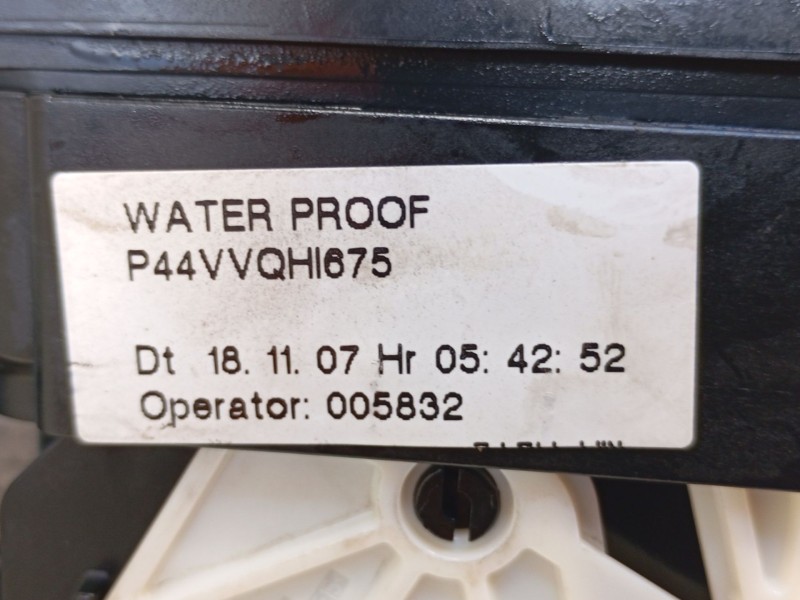 WATER PROOF
P44VVQHI675
Dt 18. 11. 07 Hr 05: 42: 52
Operator: 005832